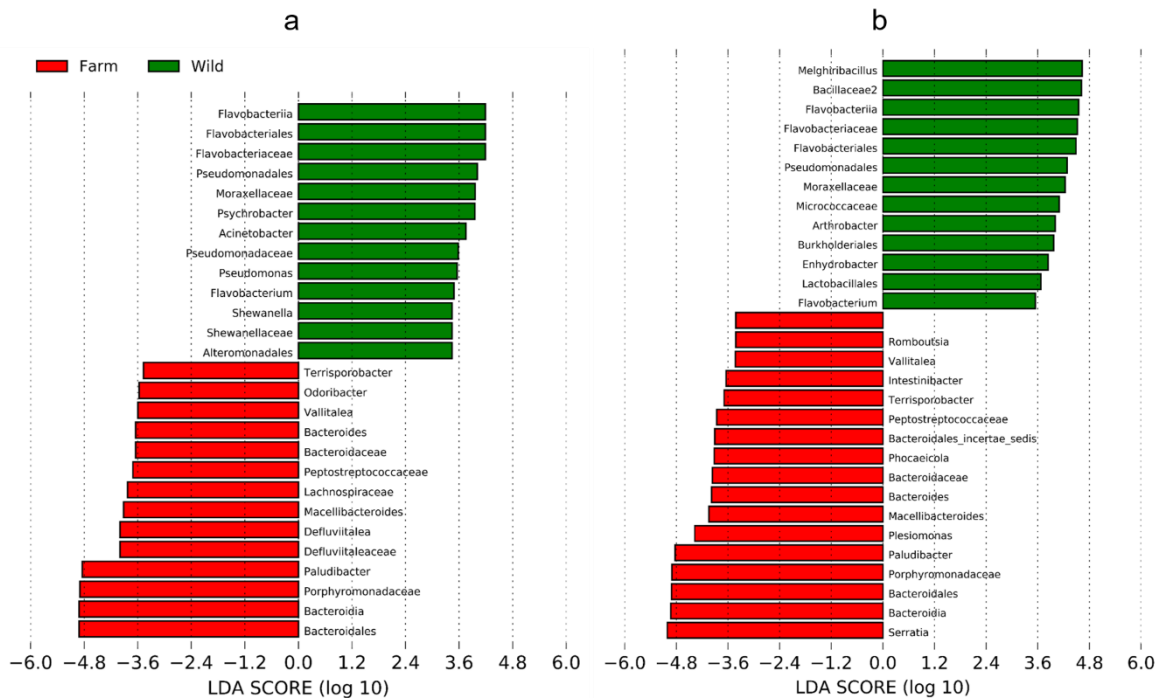 a
Farm
Wild
Flavobacteriia
Flavobacteriales
Flavobacteriaceae
Pseudomonadales
Moraxellaceae
Psychrobacter
Acinetobacter
Pseudomonadaceae
Pseudomonas
Flavobacterium
Shewanella
Shewanellaceae
Alteromonadales
Terrisporobacter
Odoribacter
Vallitalea
Bacteroides
Bacteroidaceae
Peptostreptococcaceae
Lachnospiraceae
Macellibacteroides
Defluviitalea
Defluviitaleaceae
Paludibacter
Porphyromonadaceae
Bacteroidia
Bacteroidales
−6.0 −4.8 −3.6 −2.4 −1.2 0.0 1.2 2.4 3.6 4.8 6.0
LDA SCORE (log 10)
b
Melghiribacillus
Bacillaceae2
Flavobacteriia
Flavobacteriaceae
Flavobacteriales
Pseudomonadales
Moraxellaceae
Micrococcaceae
Arthrobacter
Burkholderiales
Enhydrobacter
Lactobacillales
Flavobacterium
Romboutsia
Vallitalea
Intestinibacter
Terrisporobacter
Peptostreptococcaceae
Bacteroidales_incertae_sedis
Phocaeicola
Bacteroidaceae
Bacteroides
Macellibacteroides
Plesiomonas
Paludibacter
Porphyromonadaceae
Bacteroidales
Bacteroidia
Serratia
−6.0 −4.8 −3.6 −2.4 −1.2 0.0 1.2 2.4 3.6 4.8 6.0
LDA SCORE (log 10)